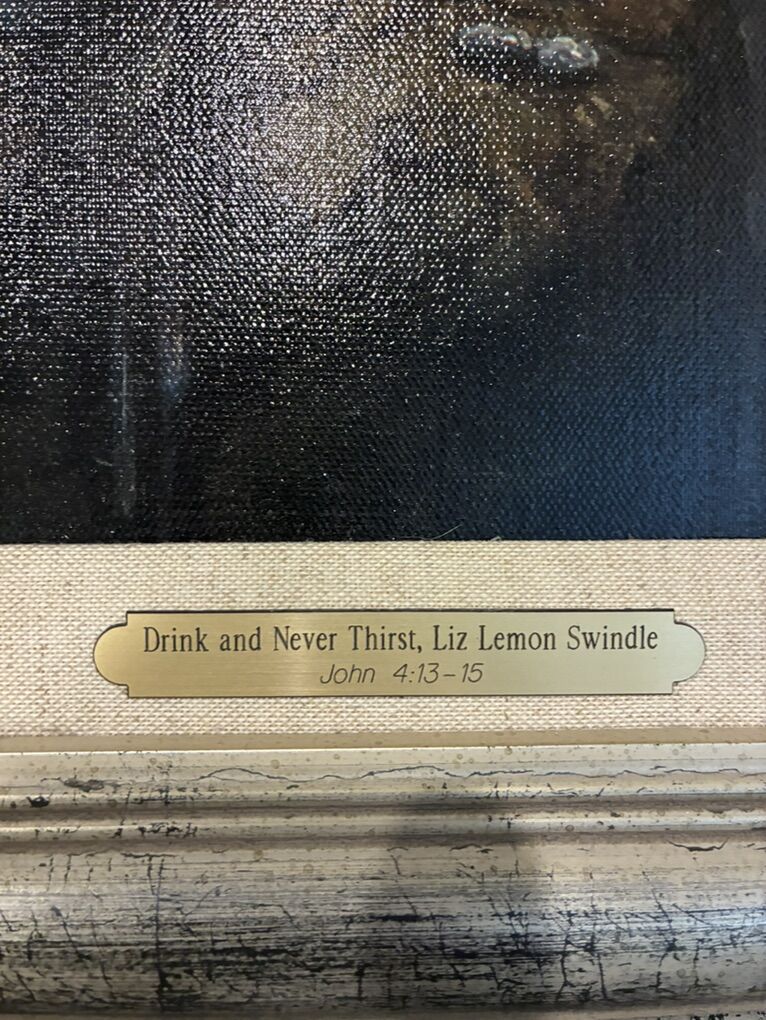 Drink and Never Thirst, Liz Lemon Swindle
John 4:13-15